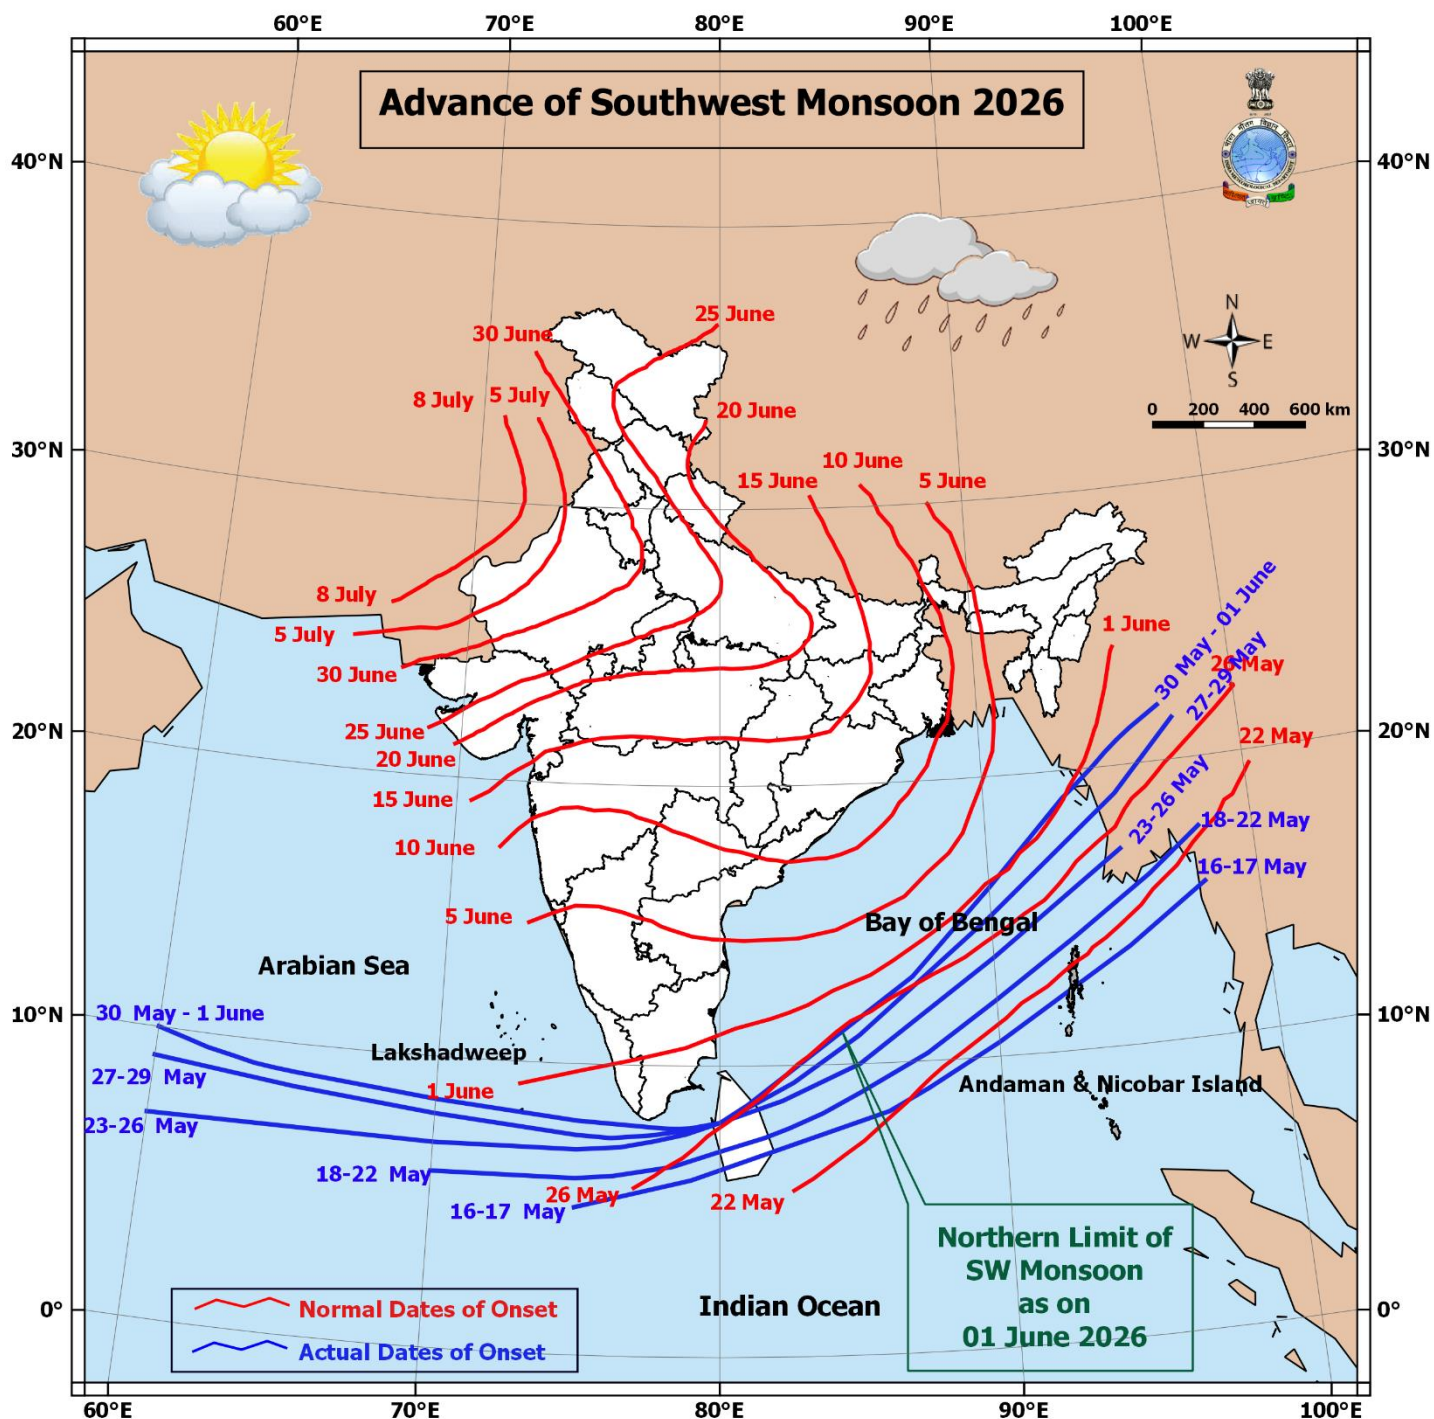 60°E 70°E 80°E 90°E 100°E
Advance of Southwest Monsoon 2026
40°N 40°N
N
W E
S
0 200 400 600 km
25 June
30 June
8 July 5 July
20 June
10 June
15 June 5 June
30°N 30°N
8 July
5 July
30 June
25 June
20 June
15 June
10 June
5 June
1 June
30 May - 01 June
26 May
27-29 May
22 May
20°N 20°N
23-26 May
18-22 May
16-17 May
Bay of Bengal
Arabian Sea
10°N 10°N
30 May - 1 June
Lakshadweep
27-29 May
1 June
Andaman & Nicobar Island
23-26 May
18-22 May
26 May
22 May
16-17 May
Northern Limit of
SW Monsoon
as on
01 June 2026
Indian Ocean
0° 0°
Normal Dates of Onset
Actual Dates of Onset
60°E 70°E 80°E 90°E 100°E